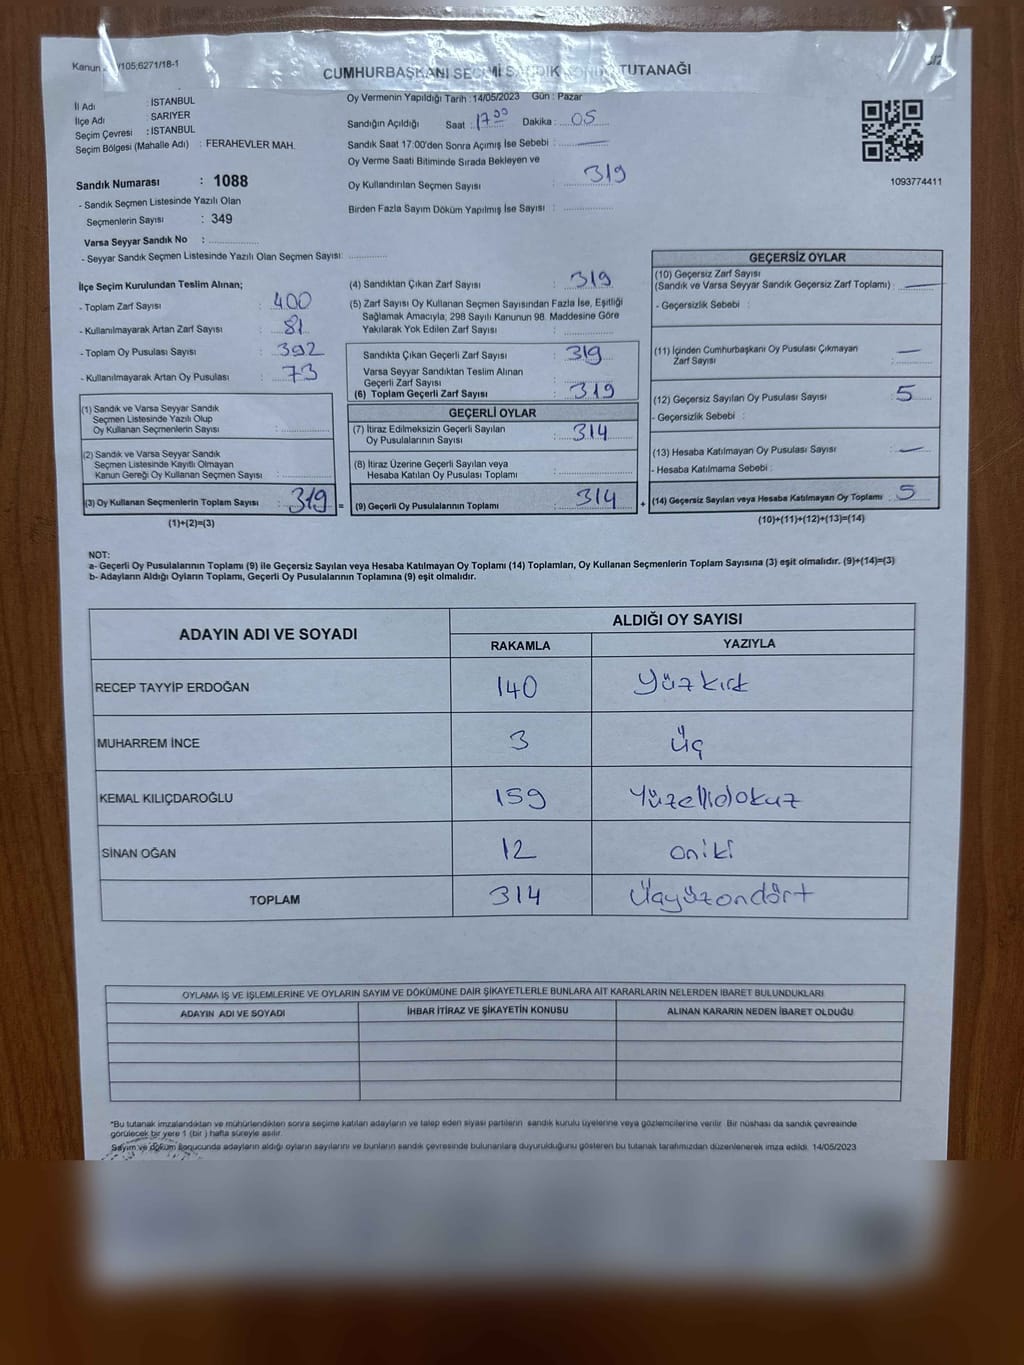 Kanun /105;6271/18-1
CUMHURBAŞKANI SEÇİMİ SANDIK TUTANAĞI
İl Adı : İSTANBUL
İlçe Adı : SARIYER
Seçim Çevresi : İSTANBUL
Seçim Bölgesi (Mahalle Adı) : FERAHEVLER MAH.
Sandık Numarası : 1088
- Sandık Seçmen Listesinde Yazılı Olan
Seçmenlerin Sayısı : 349
Varsa Seyyar Sandık No :
- Seyyar Sandık Seçmen Listesinde Yazılı Olan Seçmen Sayısı:
Oy Vermenin Yapıldığı Tarih : 14/05/2023 Gün : Pazar
Sandığın Açıldığı Saat : 17.00 Dakika : 05
Sandık Saat 17:00'den Sonra Açımış İse Sebebi :
Oy Verme Saati Bitiminde Sırada Bekleyen ve
Oy Kullandırılan Seçmen Sayısı : 319
Birden Fazla Sayım Döküm Yapılmış İse Sayısı :
1093774411
İlçe Seçim Kurulundan Teslim Alınan;
- Toplam Zarf Sayısı : 400
- Kullanılmayarak Artan Zarf Sayısı : 81
- Toplam Oy Pusulası Sayısı : 392
- Kullanılmayarak Artan Oy Pusulası : 73
(1) Sandık ve Varsa Seyyar Sandık
Seçmen Listesinde Yazılı Olup
Oy Kullanan Seçmenlerin Sayısı :
(2) Sandık ve Varsa Seyyar Sandık
Seçmen Listesinde Kayıtlı Olmayan
Kanun Gereği Oy Kullanan Seçmen Sayısı :
(3) Oy Kullanan Seçmenlerin Toplam Sayısı : 319 =
(1)+(2)=(3)
(4) Sandıktan Çıkan Zarf Sayısı : 319
(5) Zarf Sayısı Oy Kullanan Seçmen Sayısından Fazla İse, Eşitliği
Sağlamak Amacıyla, 298 Sayılı Kanunun 98. Maddesine Göre
Yakılarak Yok Edilen Zarf Sayısı :
Sandıkta Çıkan Geçerli Zarf Sayısı : 319
Varsa Seyyar Sandıktan Teslim Alınan
Geçerli Zarf Sayısı :
(6) Toplam Geçerli Zarf Sayısı : 319
GEÇERLİ OYLAR
(7) İtiraz Edilmeksizin Geçerli Sayılan
Oy Pusulalarının Sayısı : 314
(8) İtiraz Üzerine Geçerli Sayılan veya
Hesaba Katılan Oy Pusulası Toplamı :
(9) Geçerli Oy Pusulalarının Toplamı : 314 +
GEÇERSİZ OYLAR
(10) Geçersiz Zarf Sayısı
(Sandık ve Varsa Seyyar Sandık Geçersiz Zarf Toplamı) : —
- Geçersizlik Sebebi :
(11) İçinden Cumhurbaşkanı Oy Pusulası Çıkmayan
Zarf Sayısı : —
(12) Geçersiz Sayılan Oy Pusulası Sayısı : 5
- Geçersizlik Sebebi :
(13) Hesaba Katılmayan Oy Pusulası Sayısı : —
- Hesaba Katılmama Sebebi :
(14) Geçersiz Sayılan veya Hesaba Katılmayan Oy Toplamı : 5
(10)+(11)+(12)+(13)=(14)
NOT:
a- Geçerli Oy Pusulalarının Toplamı (9) ile Geçersiz Sayılan veya Hesaba Katılmayan Oy Toplamı (14) Toplamları, Oy Kullanan Seçmenlerin Toplam Sayısına (3) eşit olmalıdır. (9)+(14)=(3)
b- Adayların Aldığı Oyların Toplamı, Geçerli Oy Pusulalarının Toplamına (9) eşit olmalıdır.
ADAYIN ADI VE SOYADI ALDIĞI OY SAYISI
RAKAMLA YAZIYLA
RECEP TAYYİP ERDOĞAN 140 Yüzkırk
MUHARREM İNCE 3 Üç
KEMAL KILIÇDAROĞLU 159 Yüzellidokuz
SİNAN OĞAN 12 oniki
TOPLAM 314 Üçyüzondört
OYLAMA İŞ VE İŞLEMLERİNE VE OYLARIN SAYIM VE DÖKÜMÜNE DAİR ŞİKAYETLERLE BUNLARA AİT KARARLARIN NELERDEN İBARET BULUNDUKLARI
ADAYIN ADI VE SOYADI İHBAR İTİRAZ VE ŞİKAYETİN KONUSU ALINAN KARARIN NEDEN İBARET OLDUĞU
*Bu tutanak imzalandıktan ve mühürlendikten sonra seçime katılan adayların ve talep eden siyasi partilerin sandık kurulu üyelerine veya gözlemcilerine verilir. Bir nüshası da sandık çevresinde
görülecek bir yere 1 (bir ) hafta süreyle asılır.
Sayım ve döküm sonucunda adayların aldığı oyların sayılarını ve bunların sandık çevresinde bulunanlara duyurulduğunu gösteren bu tutanak tarafımızdan düzenlenerek imza edildi. 14/05/2023